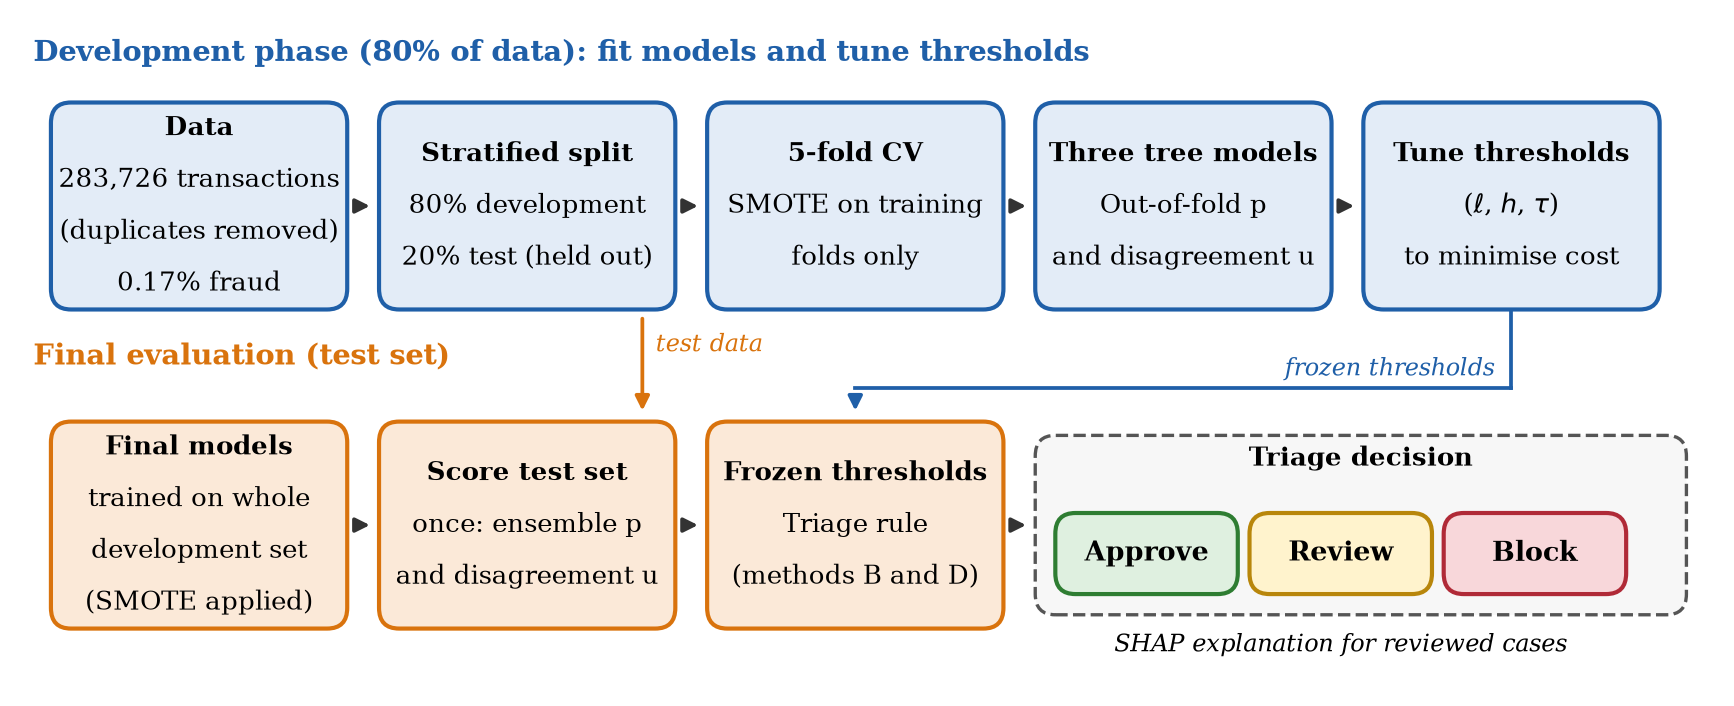 Development phase (80% of data): fit models and tune thresholds
Data
283,726 transactions
(duplicates removed)
0.17% fraud
Stratified split
80% development
20% test (held out)
5-fold CV
SMOTE on training
folds only
Three tree models
Out-of-fold p
and disagreement u
Tune thresholds
(ℓ, h, τ)
to minimise cost
test data
frozen thresholds
Final evaluation (test set)
Final models
trained on whole
development set
(SMOTE applied)
Score test set
once: ensemble p
and disagreement u
Frozen thresholds
Triage rule
(methods B and D)
Triage decision
Approve
Review
Block
SHAP explanation for reviewed cases